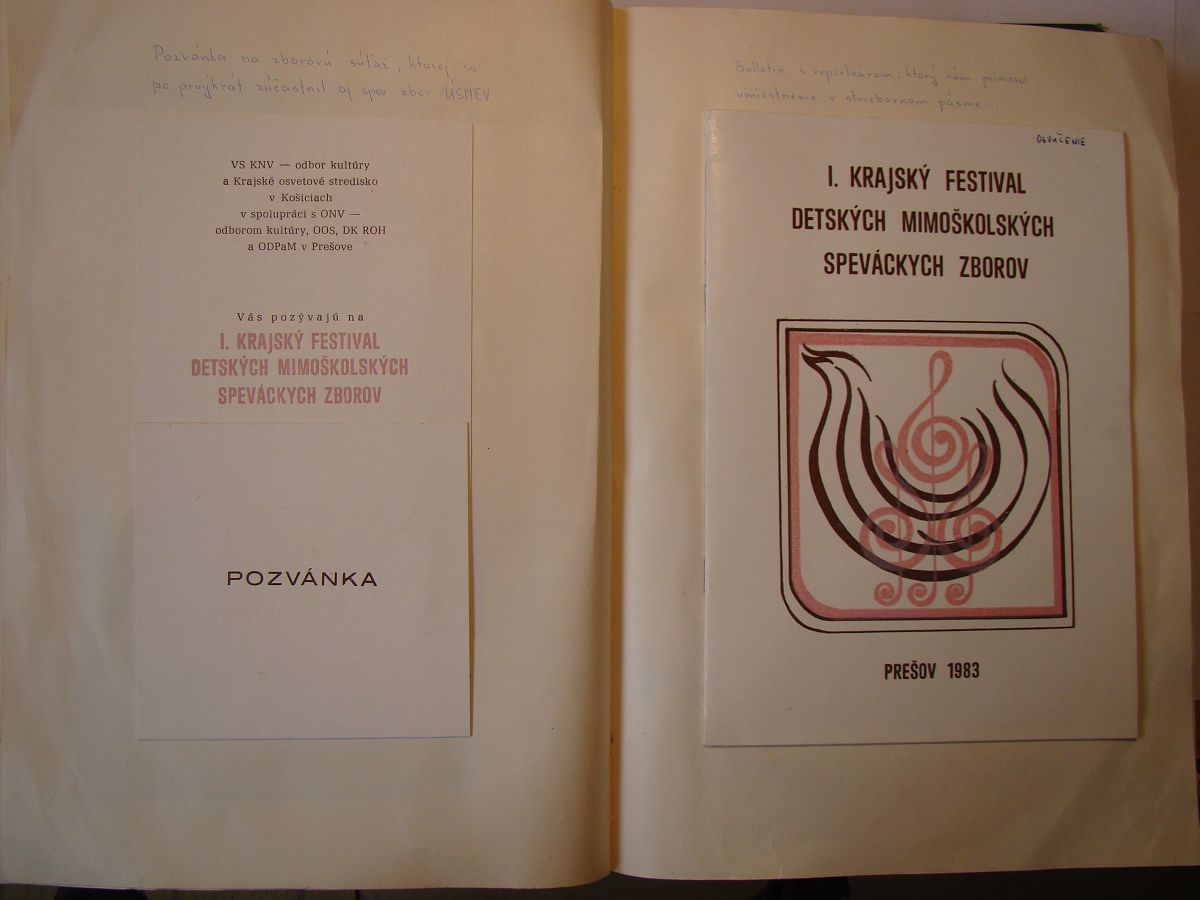 Pozvánka na zborovú súťaž, ktorej sa
po prvýkrát zúčastnil aj spev. zbor ÚSMEV
VS KNV — odbor kultúry
a Krajské osvetové stredisko
v Košiciach
v spolupráci s ONV —
odborom kultúry, OOS, DK ROH
a ODPaM v Prešove
Vás pozývajú na
I. KRAJSKÝ FESTIVAL
DETSKÝCH MIMOŠKOLSKÝCH
SPEVÁCKYCH ZBOROV
POZVÁNKA
Bulletin s repertoárom, ktorý nám priniesol
umiestnenie v striebornom pásme...
OZVUČENIE
I. KRAJSKÝ FESTIVAL
DETSKÝCH MIMOŠKOLSKÝCH
SPEVÁCKYCH ZBOROV
PREŠOV 1983